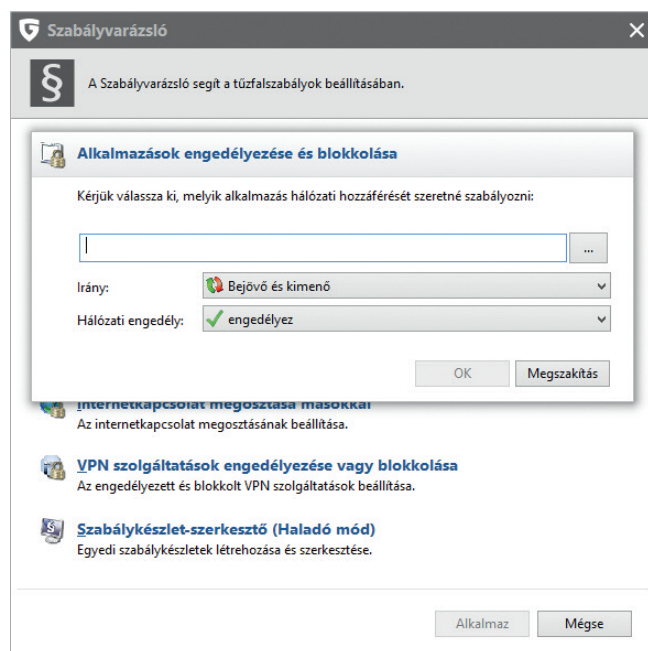 Szabályvarázsló
§
A Szabályvarázsló segít a tűzfalszabályok beállításában.
Alkalmazások engedélyezése és blokkolása
Kérjük válassza ki, melyik alkalmazás hálózati hozzáférését szeretné szabályozni:
...
Irány: Bejövő és kimenő
Hálózati engedély: engedélyez
OK Megszakítás
Internetkapcsolat megosztása másokkal
Az internetkapcsolat megosztásának beállítása.
VPN szolgáltatások engedélyezése vagy blokkolása
Az engedélyezett és blokkolt VPN szolgáltatások beállítása.
Szabálykészlet-szerkesztő (Haladó mód)
Egyedi szabálykészletek létrehozása és szerkesztése.
Alkalmaz Mégse